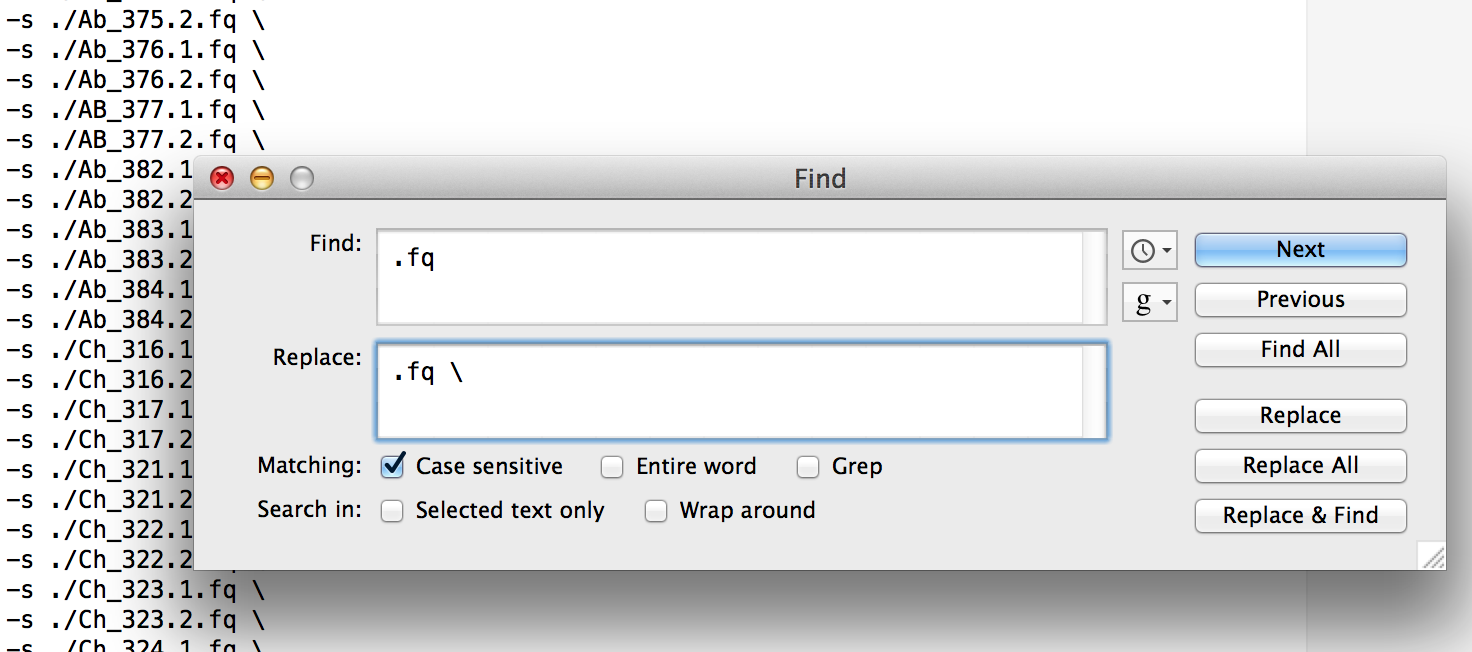 -s ./Ab_375.2.fq \
-s ./Ab_376.1.fq \
-s ./Ab_376.2.fq \
-s ./AB_377.1.fq \
-s ./AB_377.2.fq \
-s ./Ab_382.1
-s ./Ab_382.2
-s ./Ab_383.1
-s ./Ab_383.2
-s ./Ab_384.1
-s ./Ab_384.2
-s ./Ch_316.1
-s ./Ch_316.2
-s ./Ch_317.1
-s ./Ch_317.2
-s ./Ch_321.1
-s ./Ch_321.2
-s ./Ch_322.1
-s ./Ch_322.2
-s ./Ch_323.1.fq \
-s ./Ch_323.2.fq \
-s ./Ch_324.1.fq \
Find
Find: .fq
Replace: .fq \
Matching: Case sensitive Entire word Grep
Search in: Selected text only Wrap around
g
Next
Previous
Find All
Replace
Replace All
Replace & Find